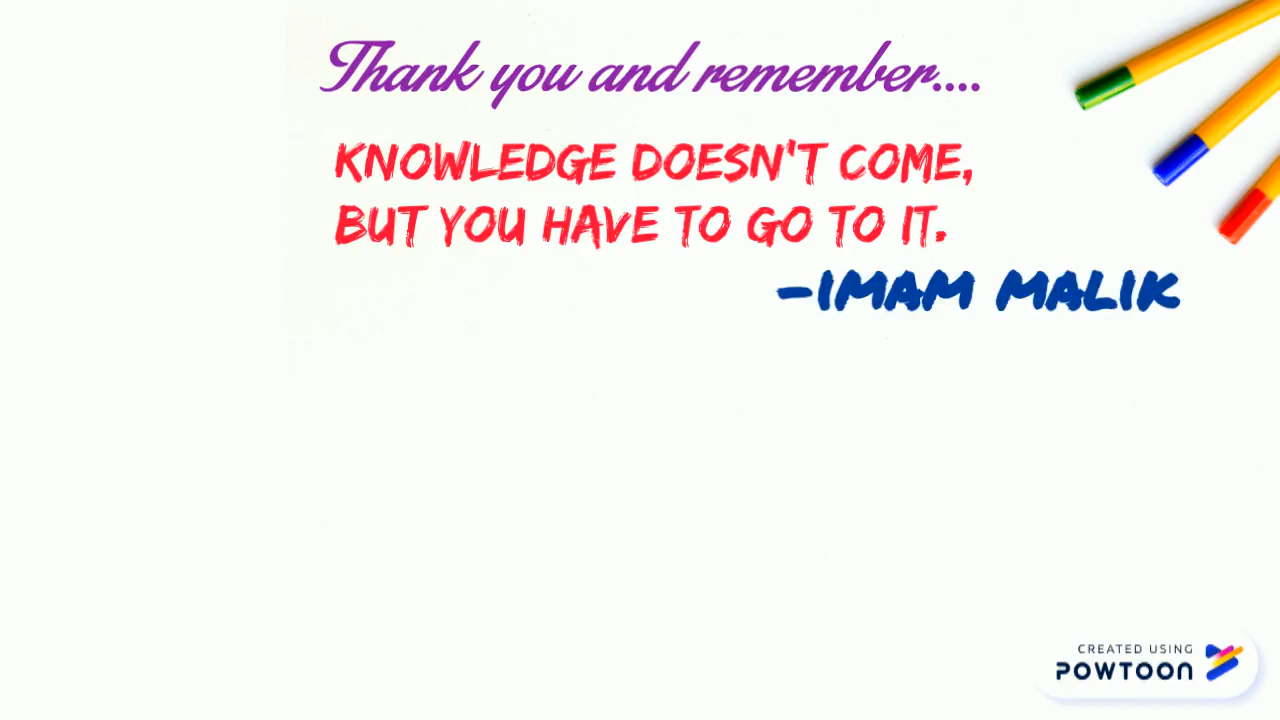 Thank you and remember....
KNOWLEDGE DOESN'T COME,
BUT YOU HAVE TO GO TO IT.
-IMAM MALIK
CREATED USING
POWTOON